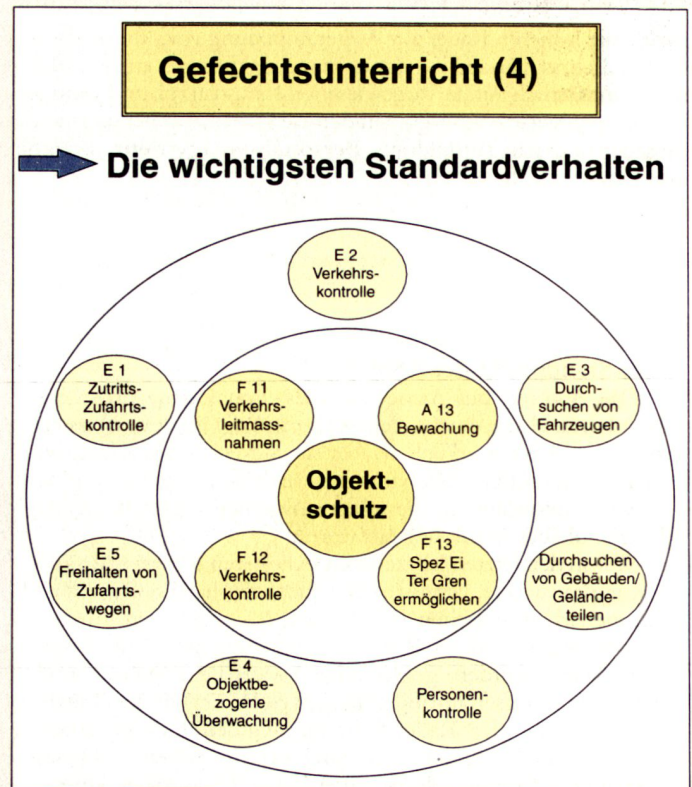 Gefechtsunterricht (4)
Die wichtigsten Standardverhalten
E 2
Verkehrs-
kontrolle
E 1
Zutritts-
Zufahrts-
kontrolle
F 11
Verkehrs-
leitmass-
nahmen
A 13
Bewachung
E 3
Durch-
suchen von
Fahrzeugen
Objekt-
schutz
E 5
Freihalten von
Zufahrts-
wegen
F 12
Verkehrs-
kontrolle
F 13
Spez Ei
Ter Gren
ermöglichen
Durchsuchen
von Gebäuden/
Gelände-
teilen
E 4
Objektbe-
zogene
Überwachung
Personen-
kontrolle